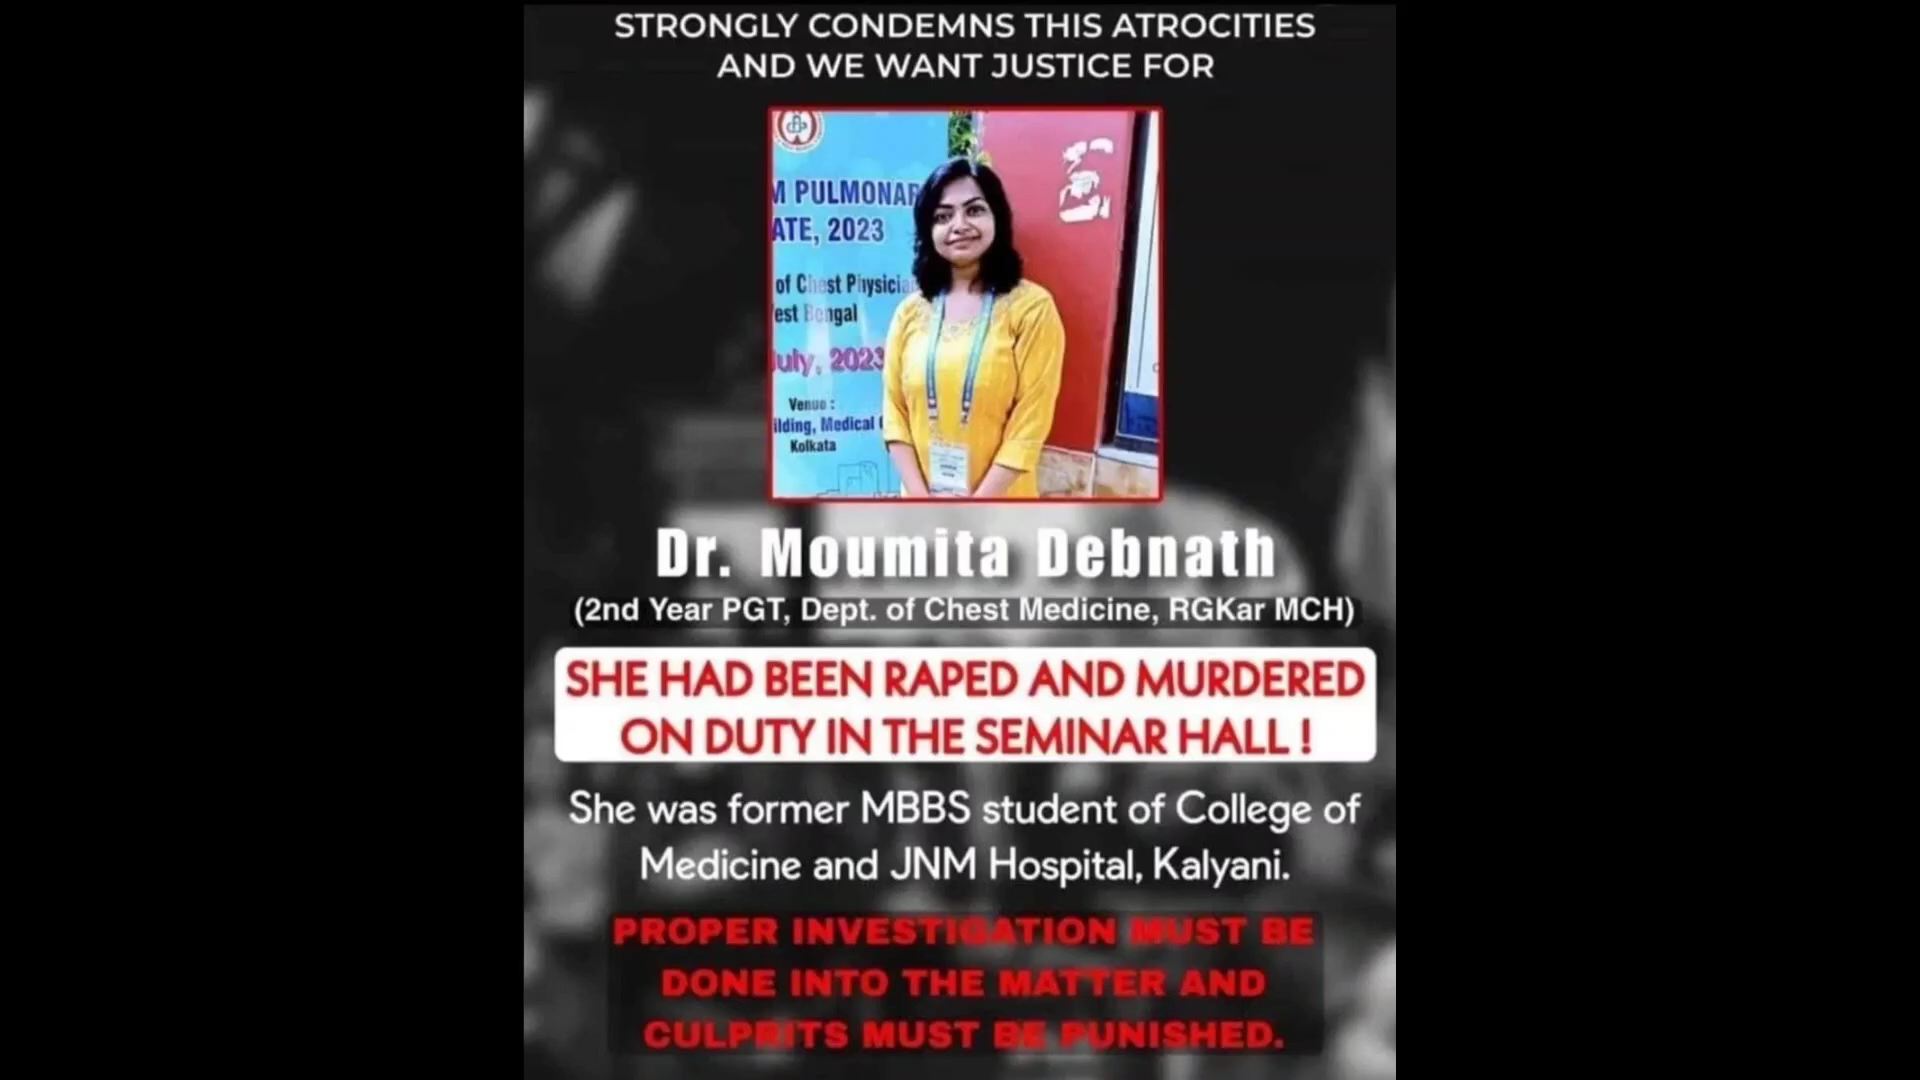 STRONGLY CONDEMNS THIS ATROCITIES
AND WE WANT JUSTICE FOR
M PULMONAR
ATE, 2023
of Chest Physician
est Bengal
July, 2023
Venue :
ilding, Medical
Kolkata
Dr. Moumita Debnath
(2nd Year PGT, Dept. of Chest Medicine, RGKar MCH)
SHE HAD BEEN RAPED AND MURDERED
ON DUTY IN THE SEMINAR HALL !
She was former MBBS student of College of
Medicine and JNM Hospital, Kalyani.
PROPER INVESTIGATION MUST BE
DONE INTO THE MATTER AND
CULPRITS MUST BE PUNISHED.